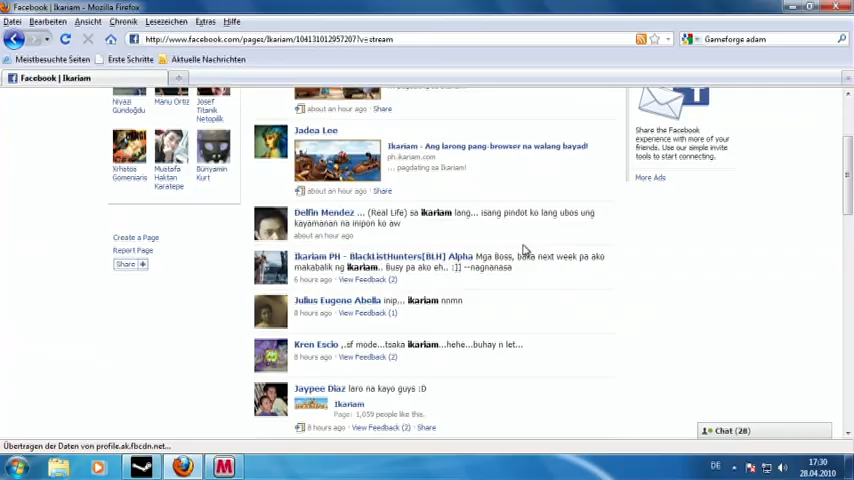 Facebook | Ikariam - Mozilla Firefox
Datei Bearbeiten Ansicht Chronik Lesezeichen Extras Hilfe
http://www.facebook.com/pages/Ikariam/104131012957207?v=stream
Gameforge adam
Meistbesuchte Seiten Erste Schritte Aktuelle Nachrichten
Facebook | Ikariam
Niyazi Gündoğdu
Manu Ortiz
Josef Titanik Netopilik
Xrhstos Gomeniaris
Mustafa Haktan Karatepe
Bünyamin Kurt
Create a Page
Report Page
Share +
about an hour ago · Share
Jadea Lee
Ikariam - Ang larong pang-browser na walang bayad!
ph.ikariam.com
... pagdating sa Ikariam!
about an hour ago · Share
Delfin Mendez ... (Real Life) sa ikariam lang... isang pindot ko lang ubos ung
kayamanan na inipon ko aw
about an hour ago
Ikariam PH - BlackListHunters[BLH] Alpha Mga Boss, baka next week pa ako
makabalik ng ikariam.. Busy pa ako eh.. :]] --nagnanasa
6 hours ago · View Feedback (2)
Julius Eugene Abella inip... ikariam nnmn
8 hours ago · View Feedback (1)
Kren Escio ,.sf mode...tsaka ikariam...hehe...buhay n let...
8 hours ago · View Feedback (2)
Jaypee Diaz laro na kayo guys :D
Ikariam
Page: 1,059 people like this.
8 hours ago · View Feedback (2) · Share
Share the Facebook
experience with more of your
friends. Use our simple invite
tools to start connecting.
More Ads
Chat (28)
Übertragen der Daten von profile.ak.fbcdn.net...
DE
17:30
28.04.2010